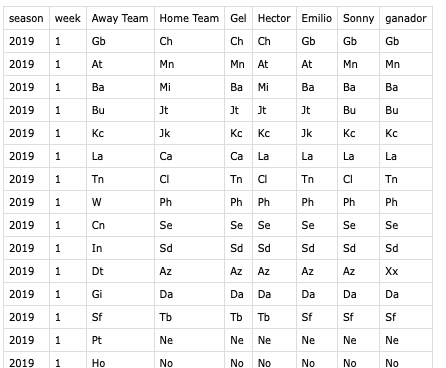 season week Away Team Home Team Gel Hector Emilio Sonny ganador
2019 1 Gb Ch Ch Ch Gb Gb Gb
2019 1 At Mn Mn At At Mn Mn
2019 1 Ba Mi Ba Mi Ba Ba Ba
2019 1 Bu Jt Jt Jt Jt Bu Bu
2019 1 Kc Jk Kc Kc Jk Kc Kc
2019 1 La Ca Ca La La La La
2019 1 Tn Cl Tn Cl Tn Cl Tn
2019 1 W Ph Ph Ph Ph Ph Ph
2019 1 Cn Se Se Se Se Se Se
2019 1 In Sd Sd Sd Sd Sd Sd
2019 1 Dt Az Az Az Az Az Xx
2019 1 Gi Da Da Da Da Da Da
2019 1 Sf Tb Tb Tb Sf Sf Sf
2019 1 Pt Ne Ne Ne Ne Ne Ne
2019 1 Ho No No No No No No